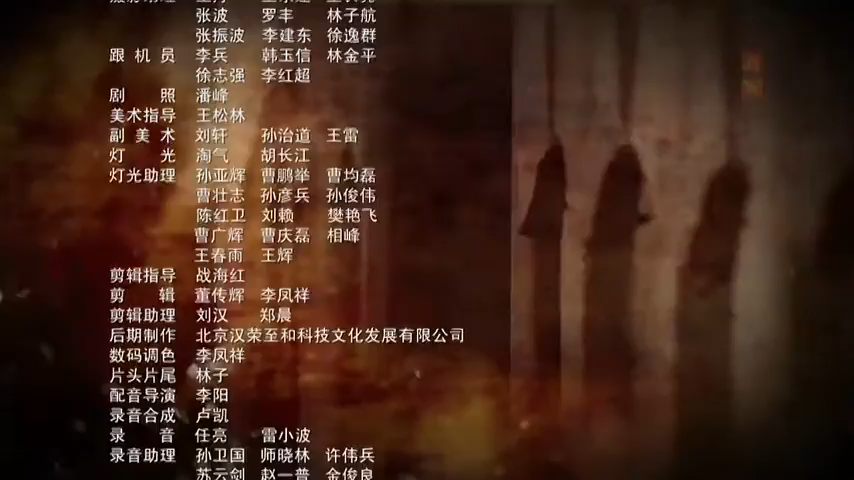 张波 罗丰 林子航
张振波 李建东 徐逸群
跟机员 李兵 韩玉信 林金平
徐志强 李红超
剧照 潘峰
美术指导 王松林
副美术 刘轩 孙治道 王雷
灯光 淘气 胡长江
灯光助理 孙亚辉 曹鹏举 曹均磊
曹壮志 孙彦兵 孙俊伟
陈红卫 刘赖 樊艳飞
曹广辉 曹庆磊 相峰
王春雨 王辉
剪辑指导 战海红
剪辑 董传辉 李凤祥
剪辑助理 刘汉 郑晨
后期制作 北京汉荣至和科技文化发展有限公司
数码调色 李凤祥
片头片尾 林子
配音导演 李阳
录音合成 卢凯
录音 任亮 雷小波
录音助理 孙卫国 师晓林 许伟兵
苏云剑 赵一普 金俊良